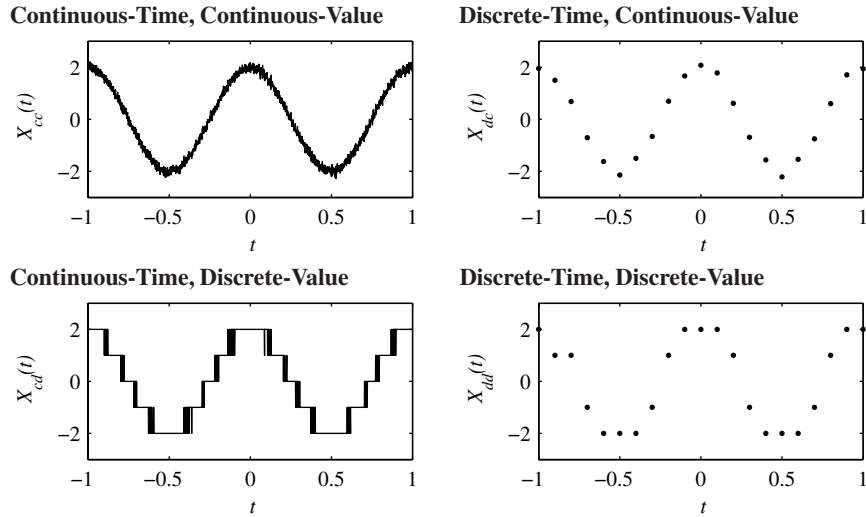 Continuous-Time, Continuous-Value
2
0
−2
X_cc(t)
−1 −0.5 0 0.5 1
t
Discrete-Time, Continuous-Value
2
0
−2
X_dc(t)
−1 −0.5 0 0.5 1
t
Continuous-Time, Discrete-Value
2
0
−2
X_cd(t)
−1 −0.5 0 0.5 1
t
Discrete-Time, Discrete-Value
2
0
−2
X_dd(t)
−1 −0.5 0 0.5 1
t